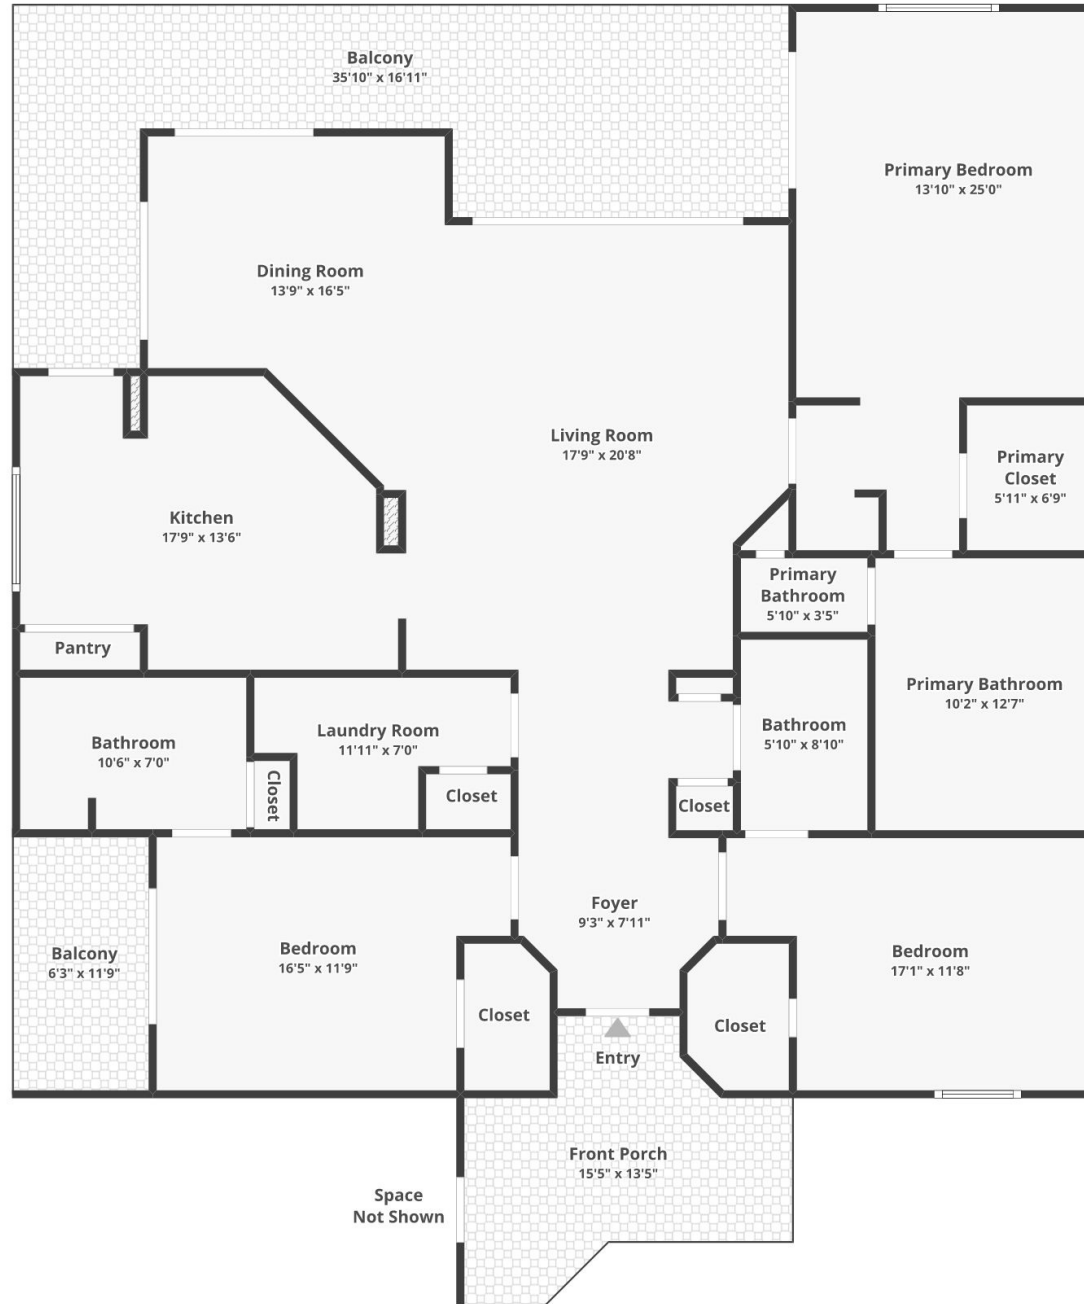 Balcony
35'10" x 16'11"
Primary Bedroom
13'10" x 25'0"
Dining Room
13'9" x 16'5"
Living Room
17'9" x 20'8"
Primary
Closet
5'11" x 6'9"
Kitchen
17'9" x 13'6"
Primary
Bathroom
5'10" x 3'5"
Pantry
Primary Bathroom
10'2" x 12'7"
Bathroom
5'10" x 8'10"
Laundry Room
11'11" x 7'0"
Bathroom
10'6" x 7'0"
Closet
Closet
Closet
Foyer
9'3" x 7'11"
Balcony
6'3" x 11'9"
Bedroom
16'5" x 11'9"
Bedroom
17'1" x 11'8"
Closet
Closet
Entry
Front Porch
15'5" x 13'5"
Space
Not Shown